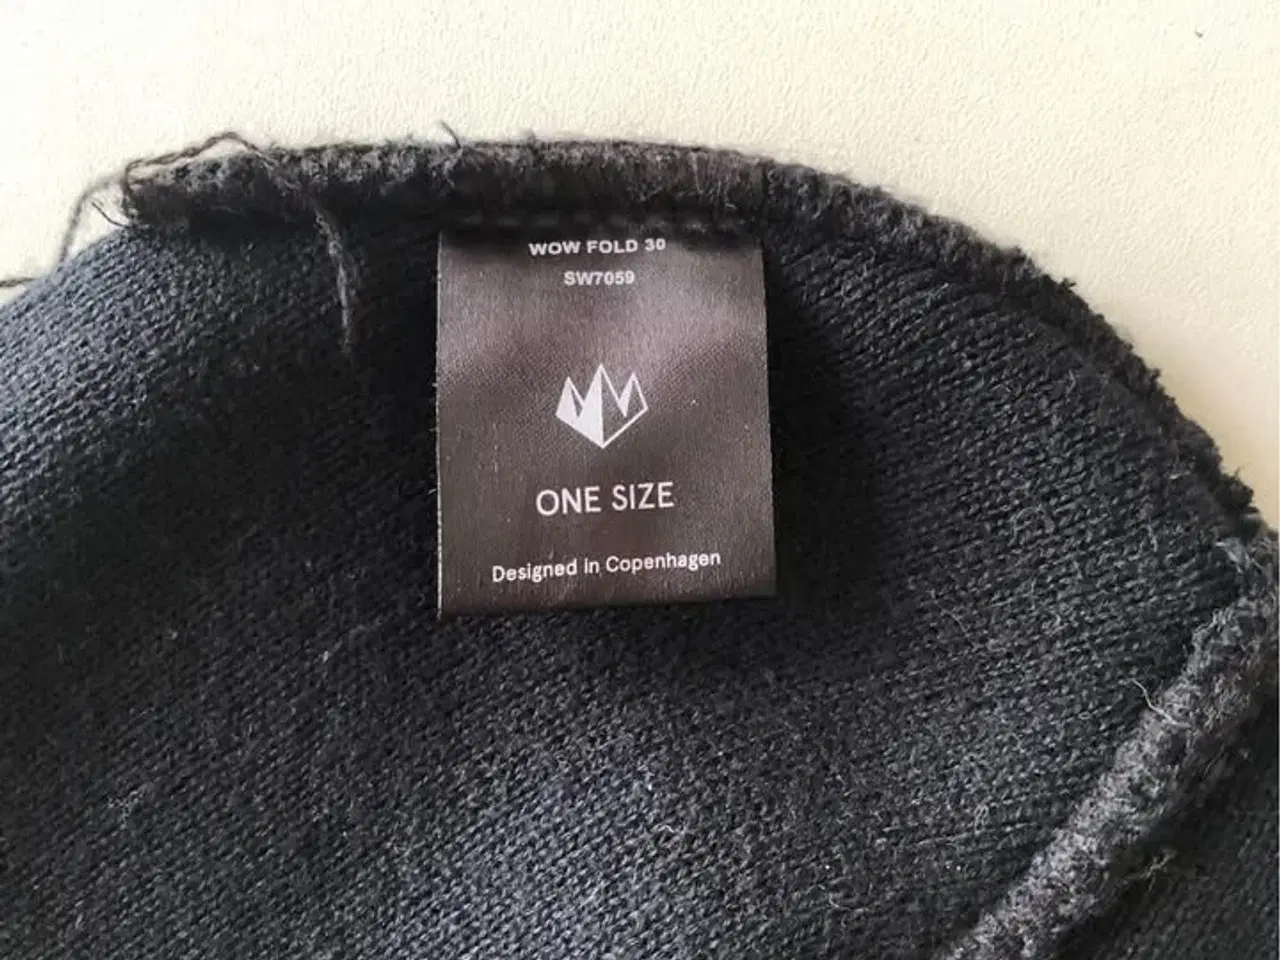 WOW FOLD 30
SW7059
ONE SIZE
Designed in Copenhagen